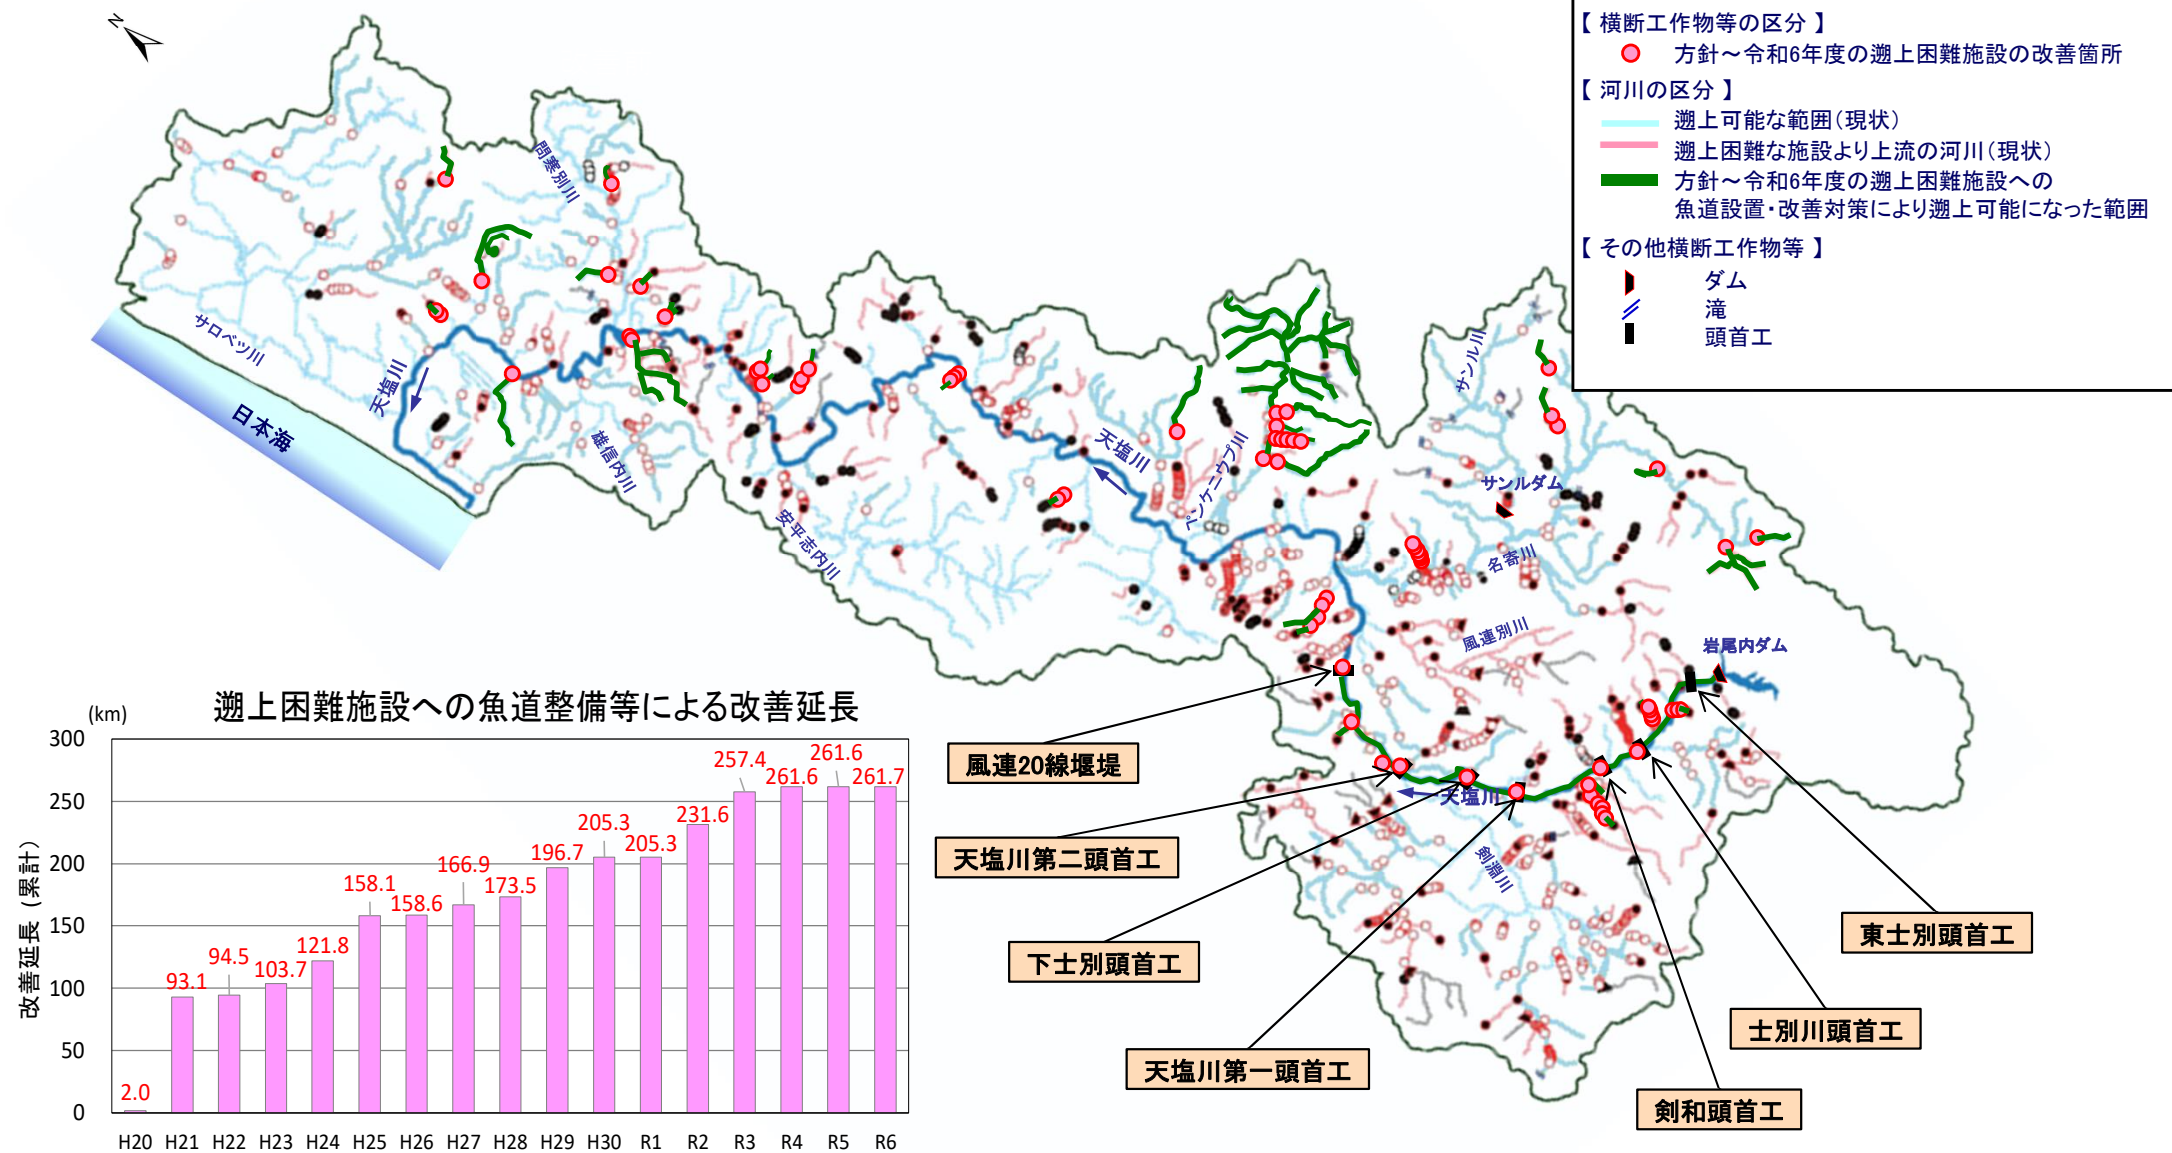 N
【 横断工作物等の区分 】
方針～令和6年度の遡上困難施設の改善箇所
【 河川の区分 】
遡上可能な範囲（現状）
遡上困難な施設より上流の河川（現状）
方針～令和6年度の遡上困難施設への
魚道設置・改善対策により遡上可能になった範囲
【 その他横断工作物等 】
ダム
滝
頭首工
問寒別川
サロベツ川
天塩川
日本海
雄信内川
安平志内川
天塩川
ペンケニウプ川
サンル川
サンルダム
名寄川
風連別川
岩尾内ダム
天塩川
剣淵川
風連20線堰堤
天塩川第二頭首工
下士別頭首工
天塩川第一頭首工
東士別頭首工
士別川頭首工
剣和頭首工
遡上困難施設への魚道整備等による改善延長
(km)
改善延長（累計）
300
250
200
150
100
50
0
2.0
93.1
94.5
103.7
121.8
158.1
158.6
166.9
173.5
196.7
205.3
205.3
231.6
257.4
261.6
261.6
261.7
H20 H21 H22 H23 H24 H25 H26 H27 H28 H29 H30 R1 R2 R3 R4 R5 R6